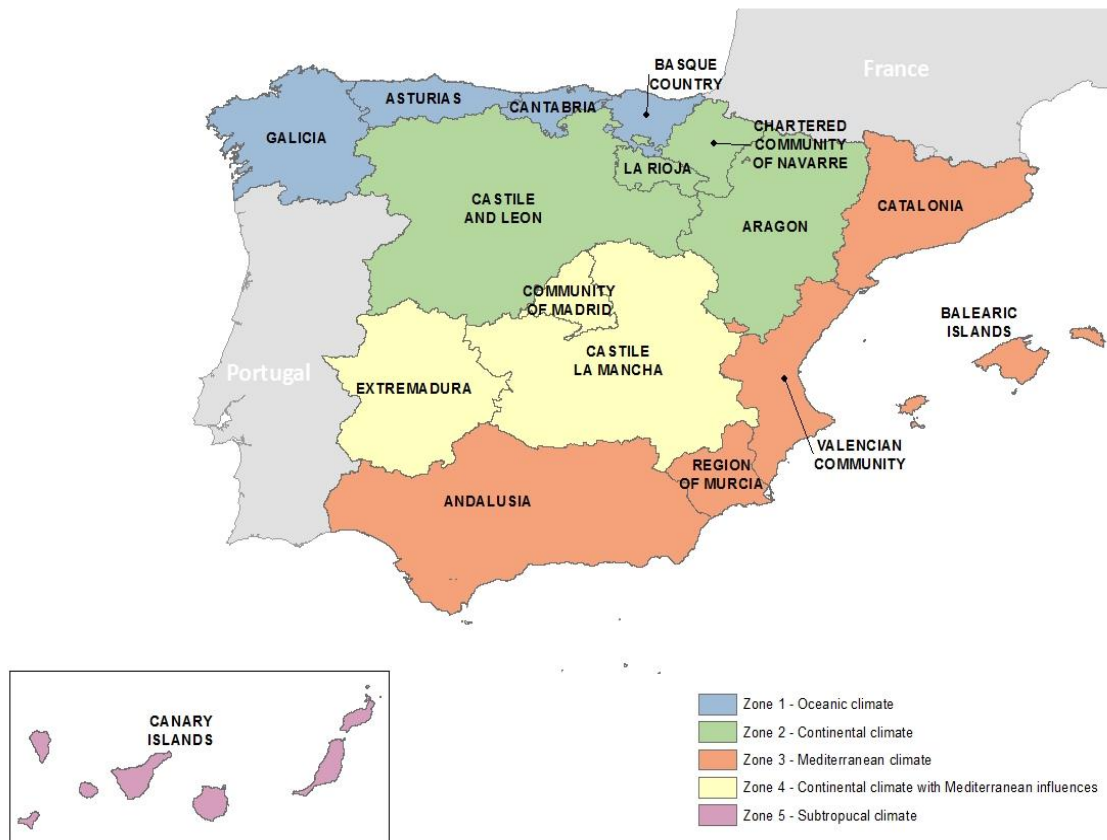 France
BASQUE
COUNTRY
ASTURIAS
CANTABRIA
GALICIA
CHARTERED
COMMUNITY
OF NAVARRE
LA RIOJA
CASTILE
AND LEON
CATALONIA
ARAGON
COMMUNITY
OF MADRID
BALEARIC
ISLANDS
CASTILE
LA MANCHA
Portugal
EXTREMADURA
VALENCIAN
COMMUNITY
REGION
OF MURCIA
ANDALUSIA
CANARY
ISLANDS
Zone 1 - Oceanic climate
Zone 2 - Continental climate
Zone 3 - Mediterranean climate
Zone 4 - Continental climate with Mediterranean influences
Zone 5 - Subtropucal climate